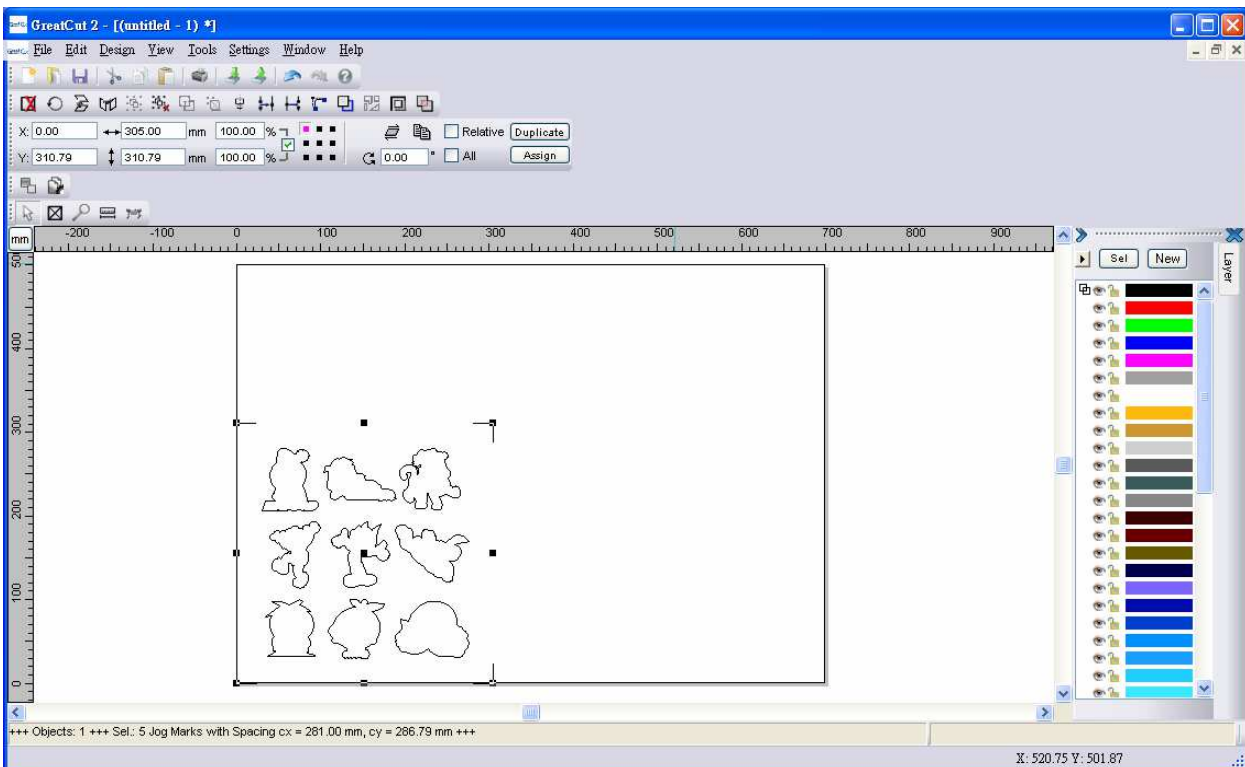 GreatCut 2 - [(untitled - 1) *]
File Edit Design View Tools Settings Window Help
X: 0.00 305.00 mm 100.00 % Relative Duplicate
Y: 310.79 310.79 mm 100.00 % 0.00 ° All Assign
mm -200 -100 0 100 200 300 400 500 600 700 800 900
Sel New
Layer
50
400
300
200
100
0
+++ Objects: 1 +++ Sel.: 5 Jog Marks with Spacing cx = 281.00 mm, cy = 286.79 mm +++
X: 520.75 Y: 501.87